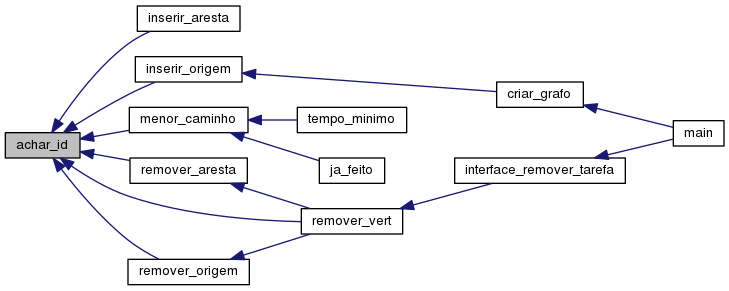 inserir_aresta
inserir_origem
criar_grafo
menor_caminho
tempo_minimo
main
achar_id
remover_aresta
ja_feito
interface_remover_tarefa
remover_vert
remover_origem